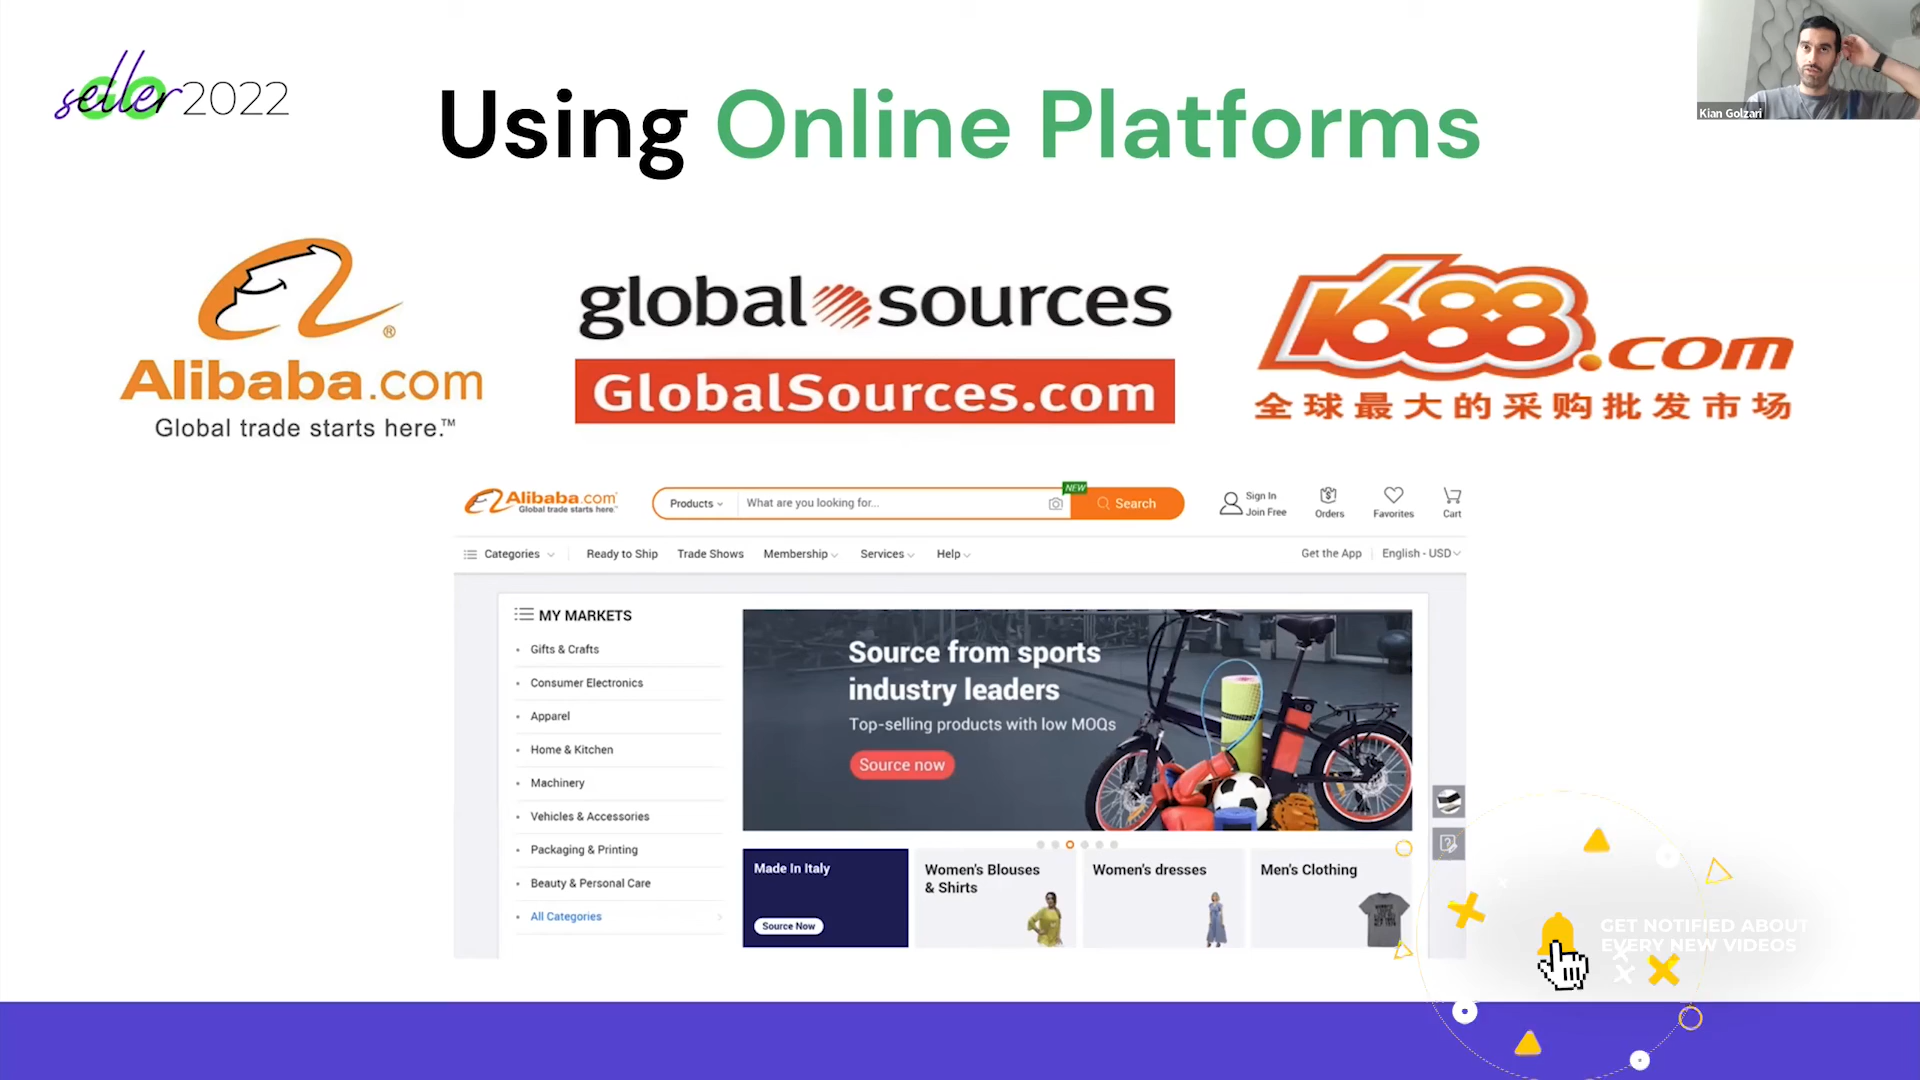 seller 2022
GO
Using Online Platforms
Kian Golzari
Alibaba.com®
Global trade starts here.™
global sources
GlobalSources.com
1688.com
全球最大的采购批发市场
Alibaba.com
Global trade starts here.™
Products
What are you looking for...
NEW
Search
Sign In
Join Free
Orders
Favorites
Cart
Categories
Ready to Ship
Trade Shows
Membership
Services
Help
Get the App
English - USD
MY MARKETS
Gifts & Crafts
Consumer Electronics
Apparel
Home & Kitchen
Machinery
Vehicles & Accessories
Packaging & Printing
Beauty & Personal Care
All Categories
Source from sports
industry leaders
Top-selling products with low MOQs
Source now
Made In Italy
Source Now
Women's Blouses
& Shirts
Women's dresses
Men's Clothing
GET NOTIFIED ABOUT
EVERY NEW VIDEOS